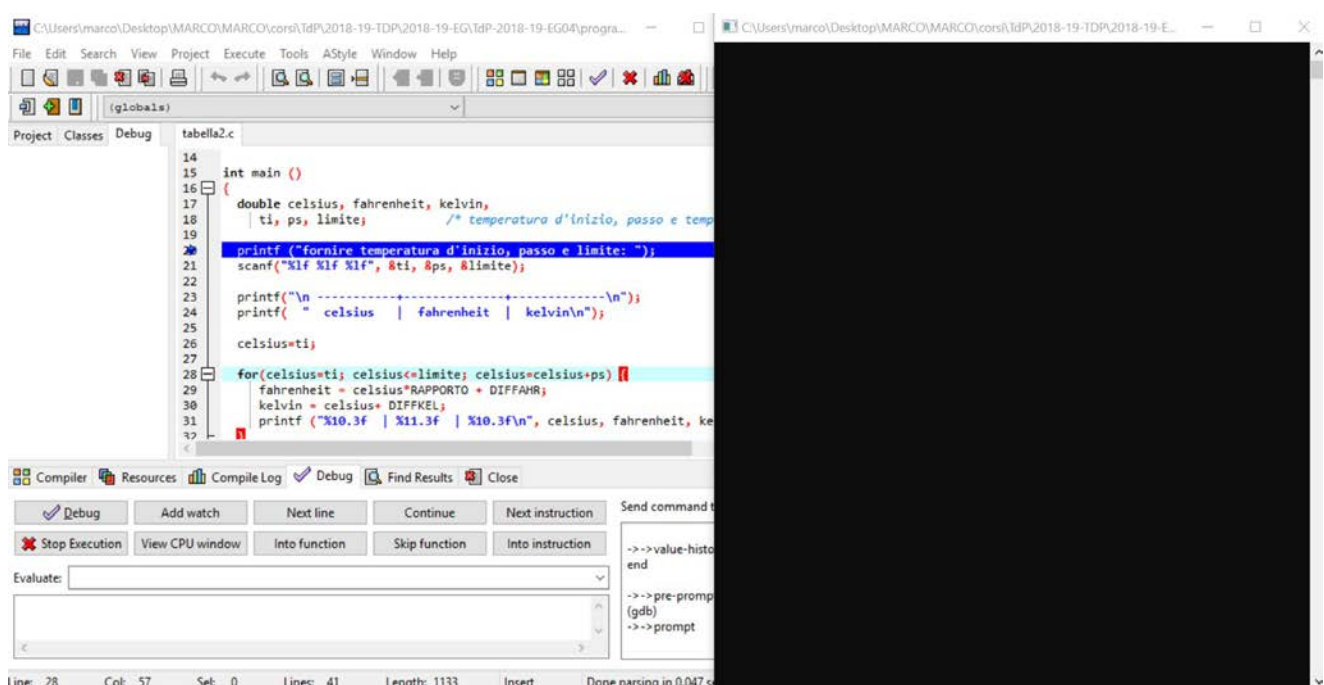 C:\Users\marco\Desktop\MARCO\MARCO\corsi\TdP\2018-19-TDP\2018-19-EG\TdP-2018-19-EG04\progra...
File Edit Search View Project Execute Tools AStyle Window Help
(globals)
Project Classes Debug
tabella2.c
14
15 int main ()
16 {
17 double celsius, fahrenheit, kelvin,
18 ti, ps, limite; /* temperatura d'inizio, passo e temp
19
printf ("fornire temperatura d'inizio, passo e limite: ");
21 scanf("%lf %lf %lf", &ti, &ps, &limite);
22
23 printf("\n -----------+--------------+-------------\n");
24 printf( " celsius | fahrenheit | kelvin\n");
25
26 celsius=ti;
27
28 for(celsius=ti; celsius<=limite; celsius=celsius+ps) {
29 fahrenheit = celsius*RAPPORTO + DIFFAHR;
30 kelvin = celsius+ DIFFKEL;
31 printf ("%10.3f | %11.3f | %10.3f\n", celsius, fahrenheit, ke
32 }
Compiler Resources Compile Log Debug Find Results Close
Debug Add watch Next line Continue Next instruction
Stop Execution View CPU window Into function Skip function Into instruction
Evaluate:
Send command t
->->value-histo
end
->->pre-promp
(gdb)
->->prompt
Line: 28 Col: 57 Sel: 0 Lines: 41 Length: 1133 Insert Done parsing in 0.047 se
C:\Users\marco\Desktop\MARCO\MARCO\corsi\TdP\2018-19-TDP\2018-19-E...